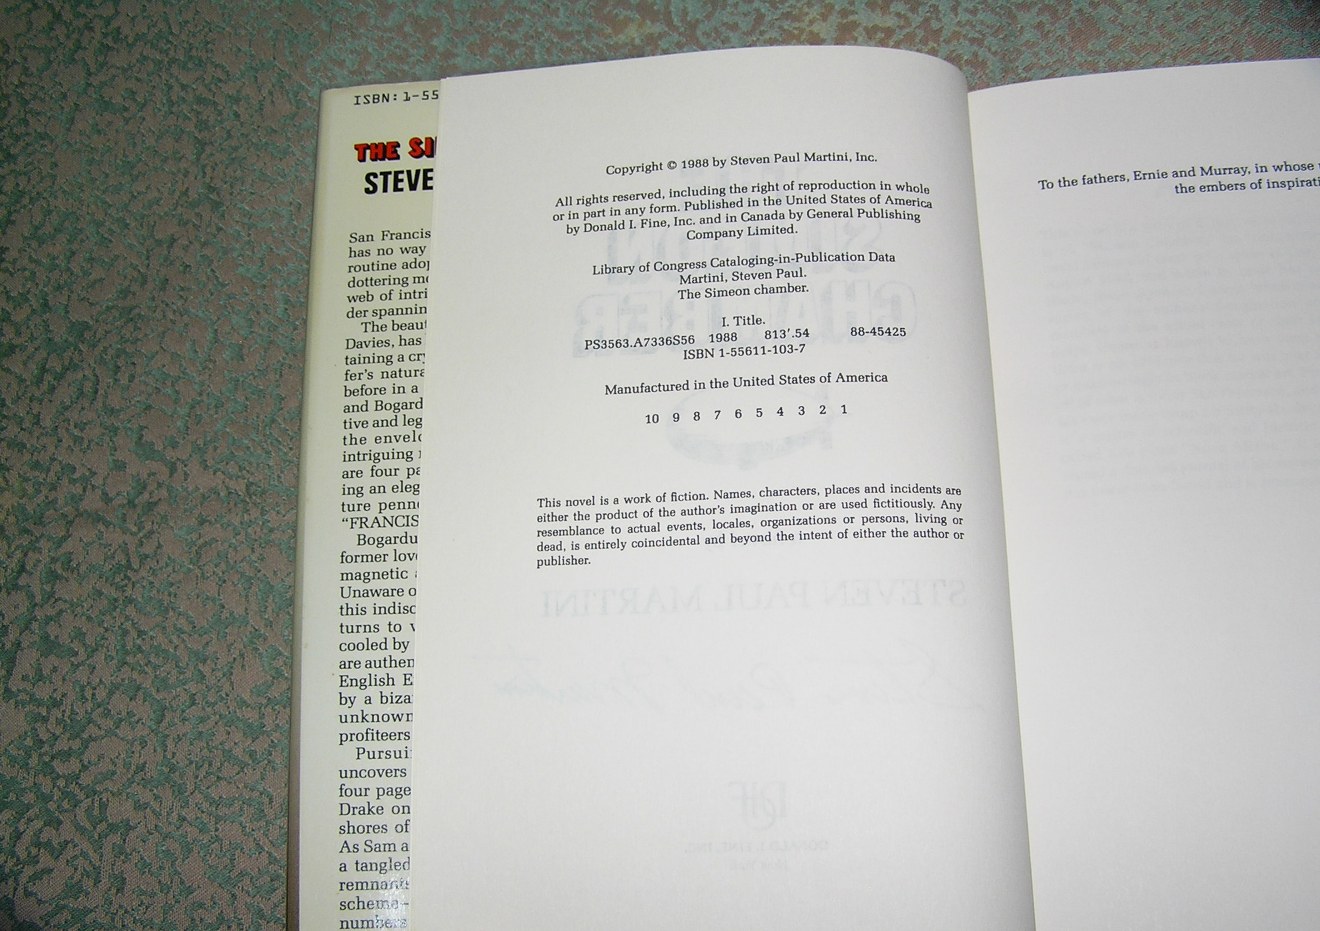 ISBN: 1-55
THE SI
STEVE
San Francis
has no way
routine adop
dottering mo
web of intri
der spannin
The beaut
Davies, has
taining a cry
fer's natura
before in a
and Bogard
tive and leg
the envelo
intriguing
are four pa
ing an eleg
ture penne
“FRANCIS
Bogardu
former lov
magnetic
Unaware o
this indisc
turns to v
cooled by
are authen
English E
by a biza
unknown
profiteers
Pursui
uncovers
four page
Drake on
shores of
As Sam a
a tangled
remnants
scheme—
numbers
Copyright © 1988 by Steven Paul Martini, Inc.
All rights reserved, including the right of reproduction in whole
or in part in any form. Published in the United States of America
by Donald I. Fine, Inc. and in Canada by General Publishing
Company Limited.
Library of Congress Cataloging-in-Publication Data
Martini, Steven Paul.
The Simeon chamber.
I. Title.
PS3563.A7336S56 1988 813′.54 88-45425
ISBN 1-55611-103-7
Manufactured in the United States of America
10 9 8 7 6 5 4 3 2 1
This novel is a work of fiction. Names, characters, places and incidents are
either the product of the author's imagination or are used fictitiously. Any
resemblance to actual events, locales, organizations or persons, living or
dead, is entirely coincidental and beyond the intent of either the author or
publisher.
To the fathers, Ernie and Murray, in whose
the embers of inspirati